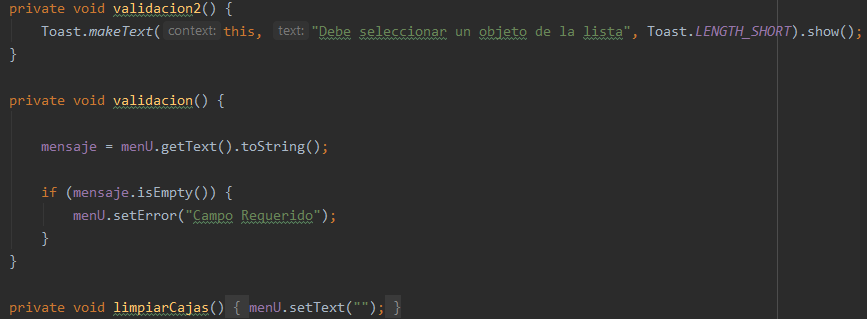 private void validacion2() {
Toast.makeText( context: this, text: "Debe seleccionar un objeto de la lista", Toast.LENGTH_SHORT).show();
}
private void validacion() {
mensaje = menU.getText().toString();
if (mensaje.isEmpty()) {
menU.setError("Campo Requerido");
}
}
private void limpiarCajas() { menU.setText(""); }